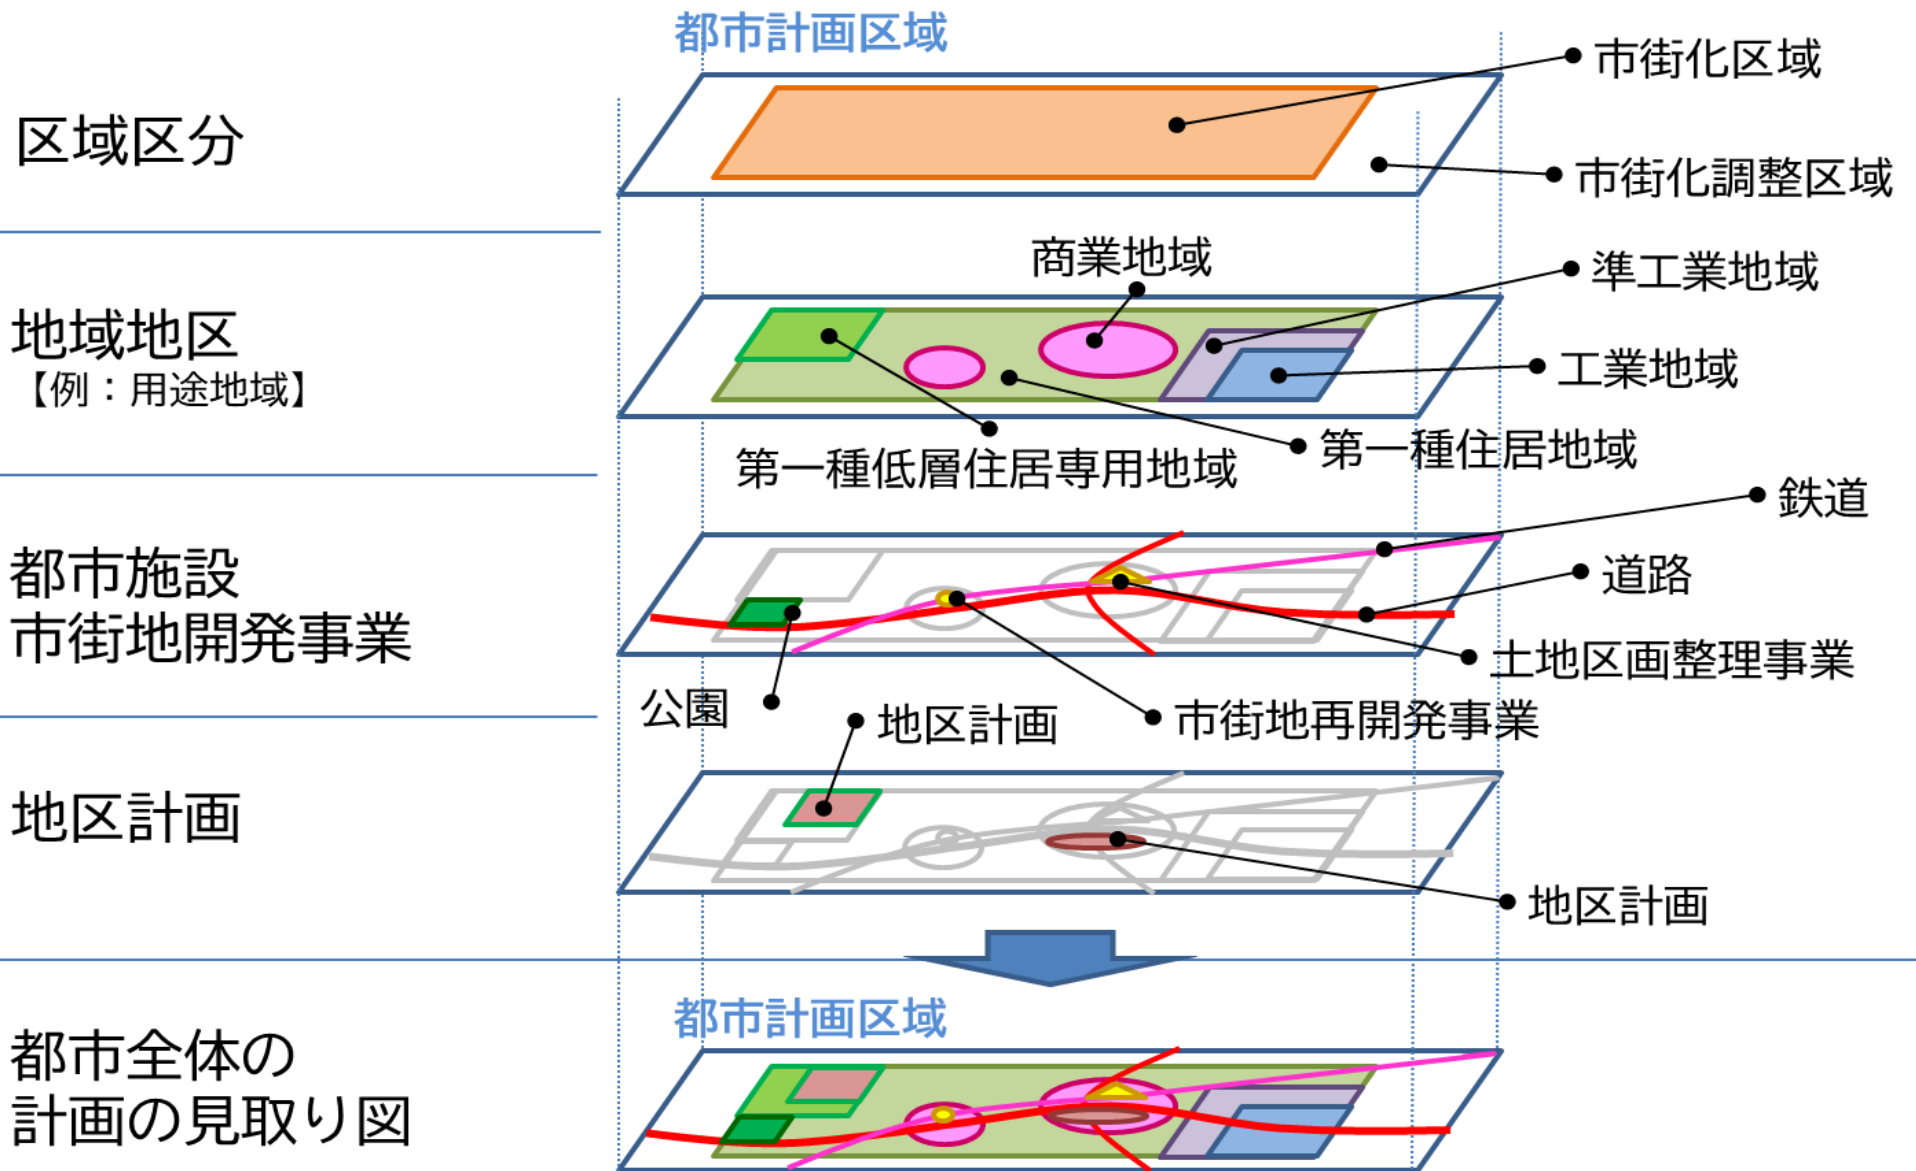 都市計画区域
市街化区域
区域区分
市街化調整区域
商業地域
準工業地域
地域地区
【例：用途地域】
工業地域
第一種住居地域
第一種低層住居専用地域
鉄道
都市施設
市街地開発事業
道路
土地区画整理事業
公園
地区計画
市街地再開発事業
地区計画
地区計画
都市計画区域
都市全体の
計画の見取り図